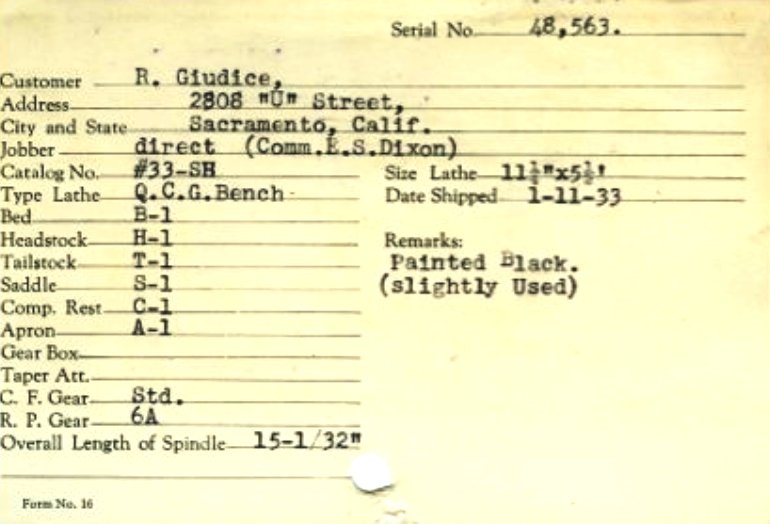 Serial No. 48,563.
Customer R. Giudice,
Address 2808 "U" Street,
City and State Sacramento, Calif.
Jobber direct (Comm.E.S.Dixon)
Catalog No. #33-SH Size Lathe 11¼"x5½'
Type Lathe Q.C.G.Bench Date Shipped 1-11-33
Bed B-1
Headstock H-1 Remarks:
Tailstock T-1 Painted Black.
Saddle S-1 (slightly Used)
Comp. Rest C-1
Apron A-1
Gear Box
Taper Att.
C. F. Gear Std.
R. P. Gear 6A
Overall Length of Spindle 15-1/32"
Form No. 16